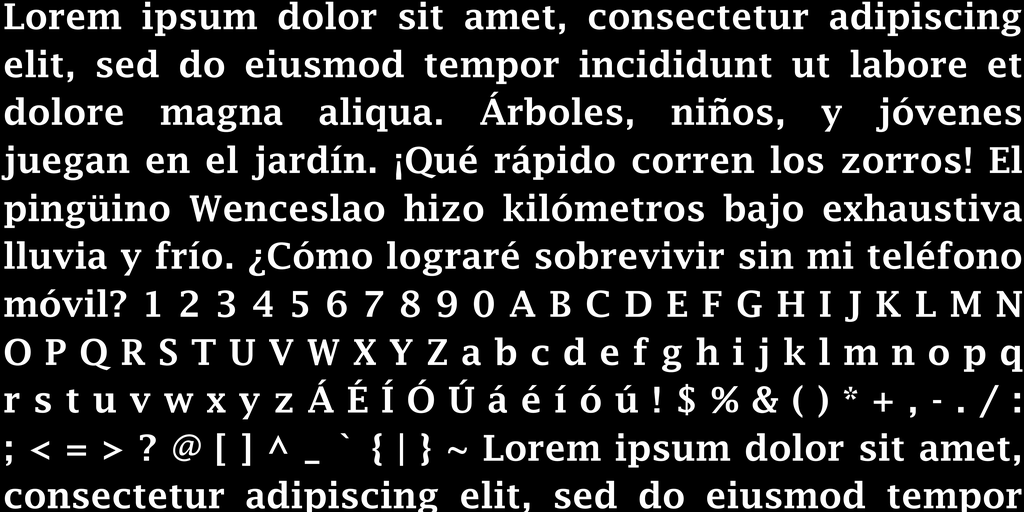 Lorem ipsum dolor sit amet, consectetur adipiscing
elit, sed do eiusmod tempor incididunt ut labore et
dolore magna aliqua. Árboles, niños, y jóvenes
juegan en el jardín. ¡Qué rápido corren los zorros! El
pingüino Wenceslao hizo kilómetros bajo exhaustiva
lluvia y frío. ¿Cómo lograré sobrevivir sin mi teléfono
móvil? 1 2 3 4 5 6 7 8 9 0 A B C D E F G H I J K L M N
O P Q R S T U V W X Y Z a b c d e f g h i j k l m n o p q
r s t u v w x y z Á É Í Ó Ú á é í ó ú ! $ % & ( ) * + , - . / :
; < = > ? @ [ ] ^ _ ` { | } ~ Lorem ipsum dolor sit amet,
consectetur adipiscing elit, sed do eiusmod tempor